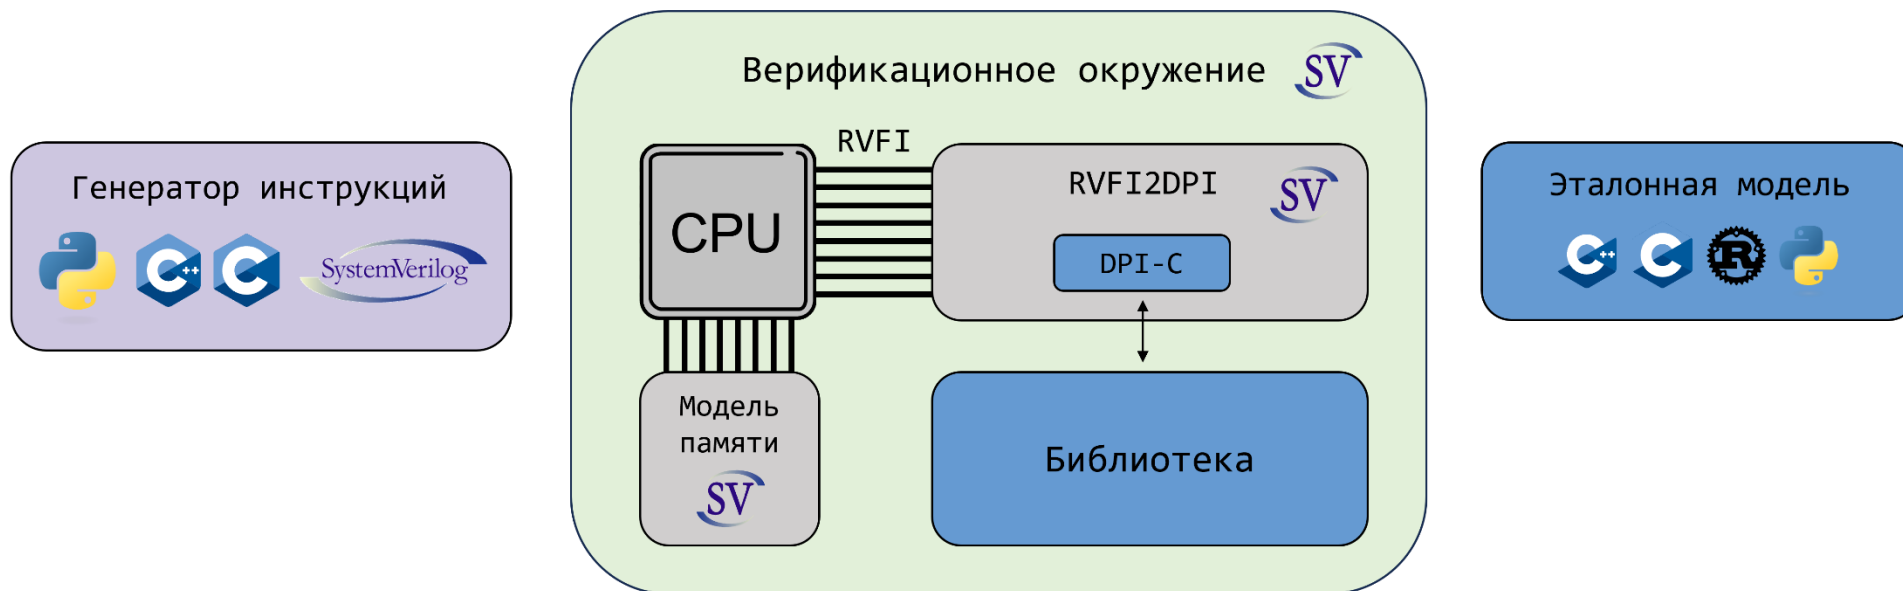 Верификационное окружение
SV
Генератор инструкций
C++
C
SystemVerilog
RVFI
CPU
RVFI2DPI
SV
DPI-C
Модель
памяти
SV
Библиотека
Эталонная модель
C++
C
R